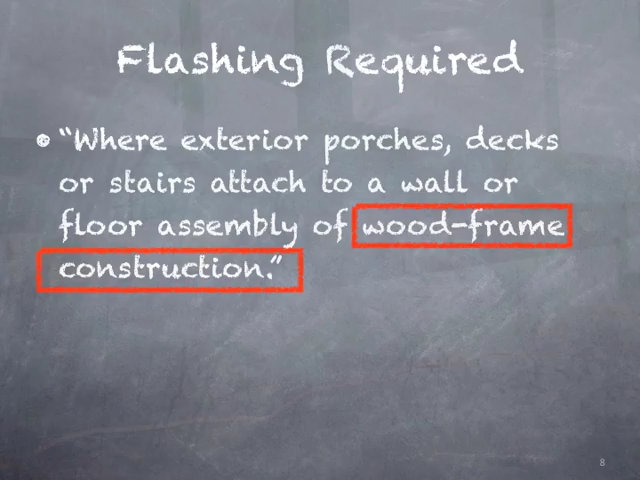 Flashing Required
• “Where exterior porches, decks
or stairs attach to a wall or
floor assembly of wood-frame
construction.”
8